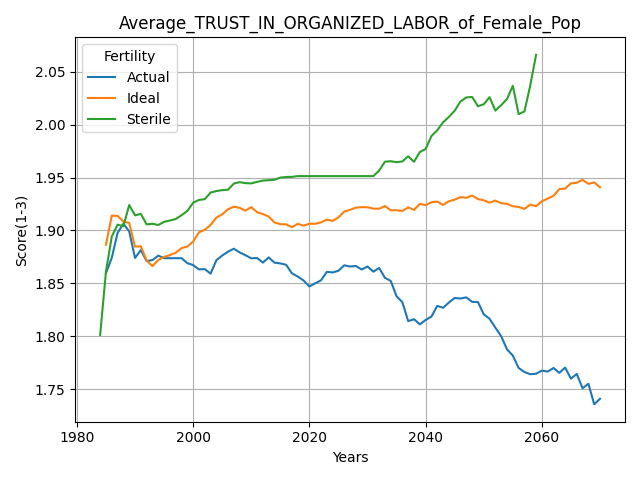 Average_TRUST_IN_ORGANIZED_LABOR_of_Female_Pop
Fertility
Actual
Ideal
Sterile
Score(1-3)
2.05
2.00
1.95
1.90
1.85
1.80
1.75
1980
2000
2020
2040
2060
Years